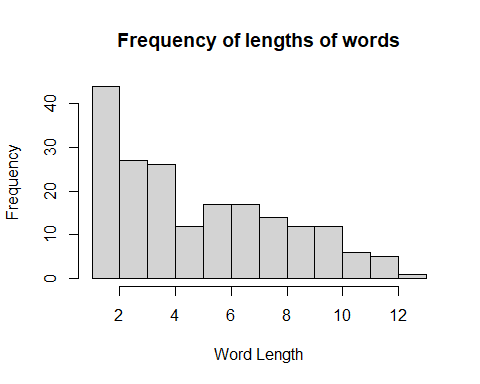 Frequency of lengths of words
Frequency
0 10 20 30 40
2 4 6 8 10 12
Word Length